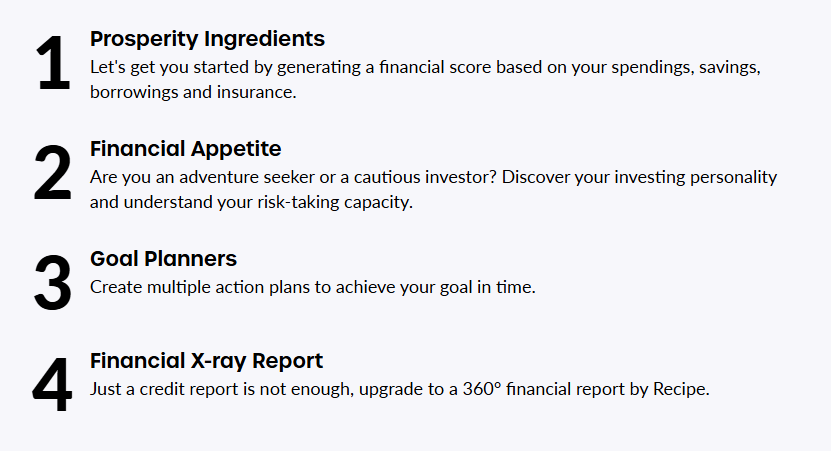 1
Prosperity Ingredients
Let's get you started by generating a financial score based on your spendings, savings,
borrowings and insurance.
2
Financial Appetite
Are you an adventure seeker or a cautious investor? Discover your investing personality
and understand your risk-taking capacity.
3
Goal Planners
Create multiple action plans to achieve your goal in time.
4
Financial X-ray Report
Just a credit report is not enough, upgrade to a 360° financial report by Recipe.